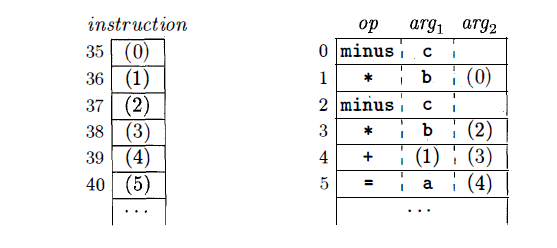 instruction op arg1 arg2
35 (0) 0 minus c
36 (1) 1 * b (0)
37 (2) 2 minus c
38 (3) 3 * b (2)
39 (4) 4 + (1) (3)
40 (5) 5 = a (4)
... ...